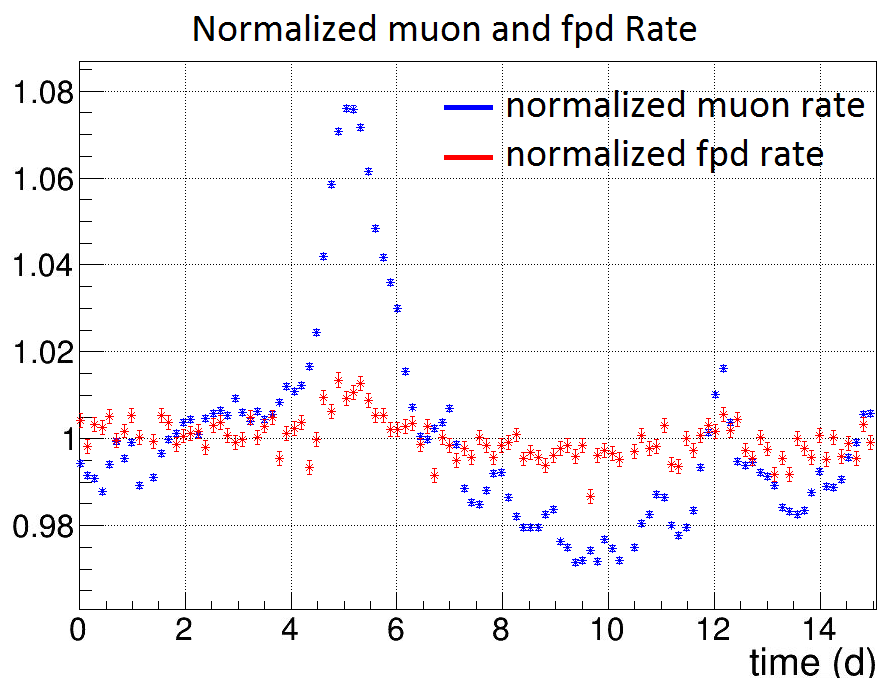 Normalized muon and fpd Rate
normalized muon rate
normalized fpd rate
1.08
1.06
1.04
1.02
1
0.98
0 2 4 6 8 10 12 14
time (d)